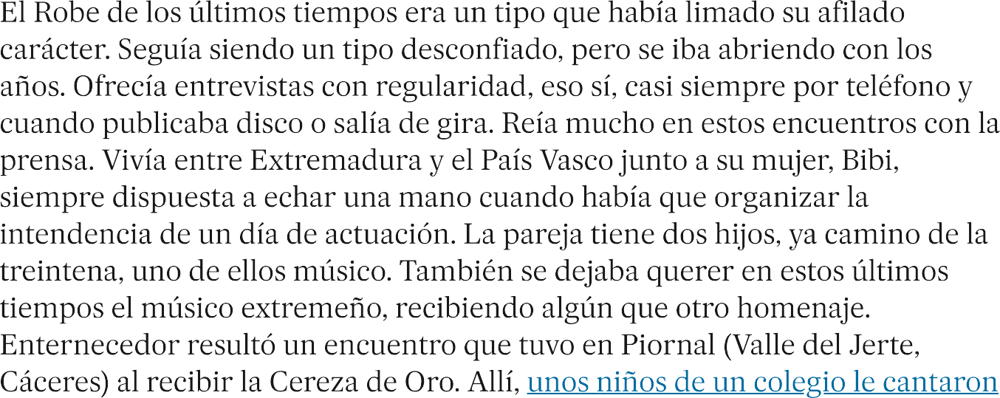 El Robe de los últimos tiempos era un tipo que había limado su afilado
carácter. Seguía siendo un tipo desconfiado, pero se iba abriendo con los
años. Ofrecía entrevistas con regularidad, eso sí, casi siempre por teléfono y
cuando publicaba disco o salía de gira. Reía mucho en estos encuentros con la
prensa. Vivía entre Extremadura y el País Vasco junto a su mujer, Bibi,
siempre dispuesta a echar una mano cuando había que organizar la
intendencia de un día de actuación. La pareja tiene dos hijos, ya camino de la
treintena, uno de ellos músico. También se dejaba querer en estos últimos
tiempos el músico extremeño, recibiendo algún que otro homenaje.
Enternecedor resultó un encuentro que tuvo en Piornal (Valle del Jerte,
Cáceres) al recibir la Cereza de Oro. Allí, unos niños de un colegio le cantaron